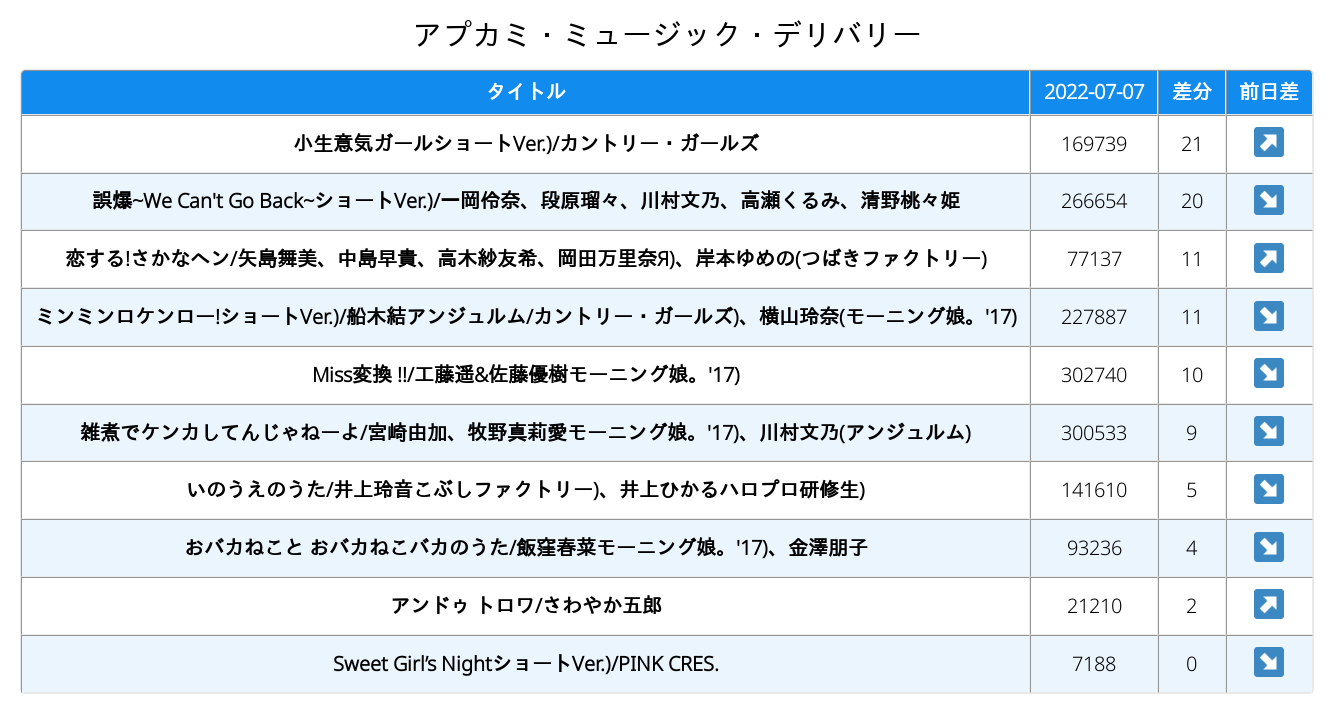 アプカミ・ミュージック・デリバリー
タイトル 2022-07-07 差分 前日差
小生意気ガールショートVer.)/カントリー・ガールズ 169739 21
誤爆~We Can't Go Back~ショートVer.)/一岡伶奈、段原瑠々、川村文乃、高瀬くるみ、清野桃々姫 266654 20
恋する!さかなヘン/矢島舞美、中島早貴、高木紗友希、岡田万里奈Я)、岸本ゆめの(つばきファクトリー) 77137 11
ミンミンロケンロー!ショートVer.)/船木結アンジュルム/カントリー・ガールズ)、横山玲奈(モーニング娘。'17) 227887 11
Miss変換 !!/工藤遥&佐藤優樹モーニング娘。'17) 302740 10
雑煮でケンカしてんじゃねーよ/宮崎由加、牧野真莉愛モーニング娘。'17)、川村文乃(アンジュルム) 300533 9
いのうえのうた/井上玲音こぶしファクトリー)、井上ひかるハロプロ研修生) 141610 5
おバカねこと おバカねこバカのうた/飯窪春菜モーニング娘。'17)、金澤朋子 93236 4
アンドゥ トロワ/さわやか五郎 21210 2
Sweet Girl’s NightショートVer.)/PINK CRES. 7188 0